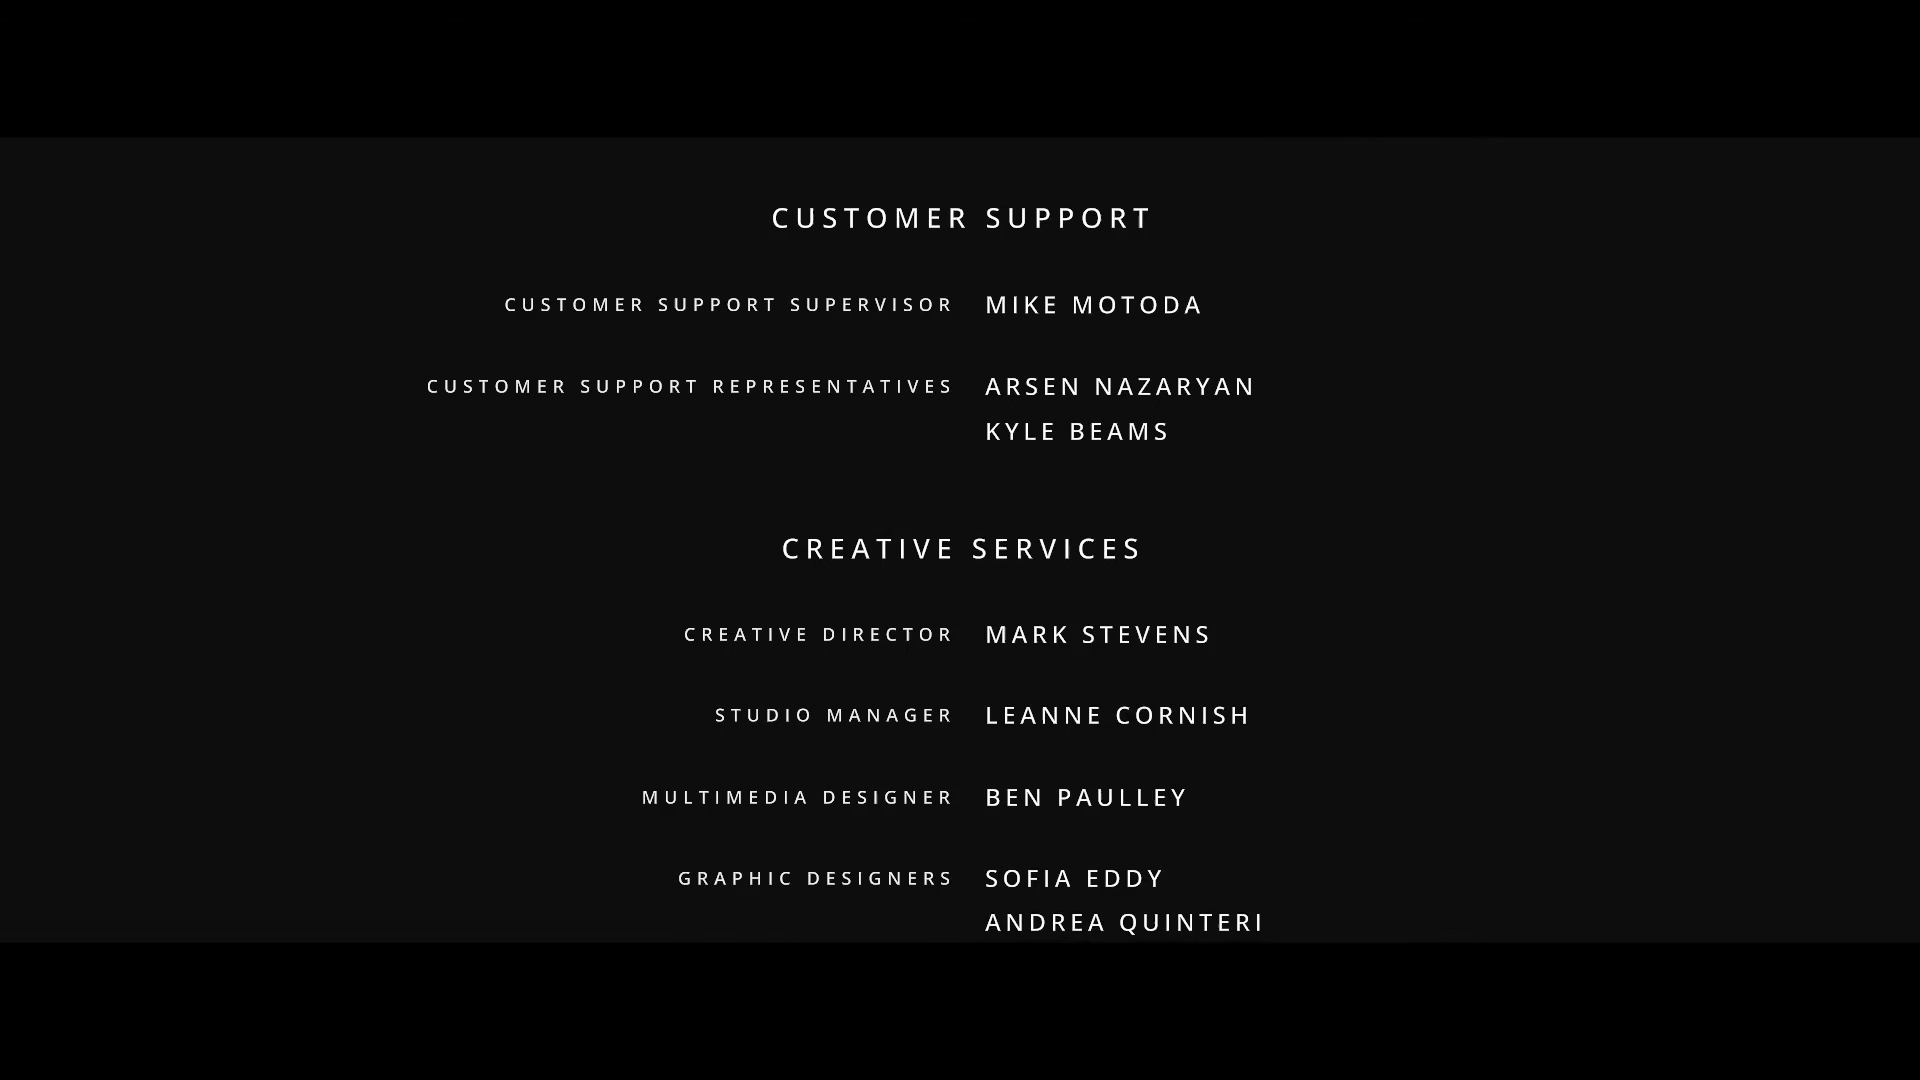 CUSTOMER SUPPORT
CUSTOMER SUPPORT SUPERVISOR MIKE MOTODA
CUSTOMER SUPPORT REPRESENTATIVES ARSEN NAZARYAN
KYLE BEAMS
CREATIVE SERVICES
CREATIVE DIRECTOR MARK STEVENS
STUDIO MANAGER LEANNE CORNISH
MULTIMEDIA DESIGNER BEN PAULLEY
GRAPHIC DESIGNERS SOFIA EDDY
ANDREA QUINTERI